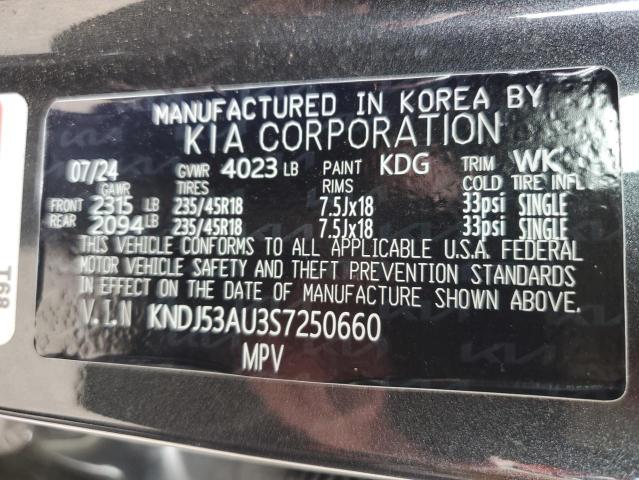 MANUFACTURED IN KOREA BY
KIA CORPORATION
07/24 GVWR 4023 LB PAINT KDG TRIM WK
GAWR TIRES RIMS COLD TIRE INFL
FRONT 2315 LB 235/45R18 7.5Jx18 33psi SINGLE
REAR 2094 LB 235/45R18 7.5Jx18 33psi SINGLE
THIS VEHICLE CONFORMS TO ALL APPLICABLE U.S.A. FEDERAL
MOTOR VEHICLE SAFETY AND THEFT PREVENTION STANDARDS
IN EFFECT ON THE DATE OF MANUFACTURE SHOWN ABOVE.
V.I.N KNDJ53AU3S7250660
MPV
T68